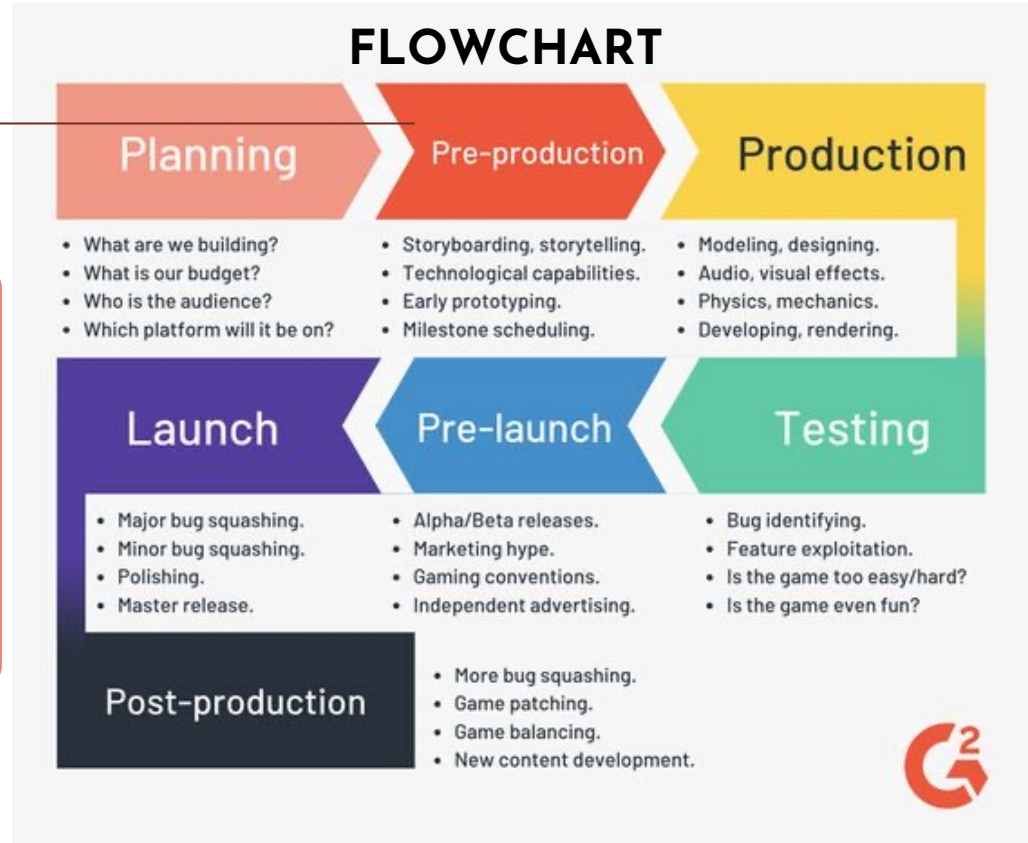 FLOWCHART
Planning
Pre-production
Production
• What are we building?
• What is our budget?
• Who is the audience?
• Which platform will it be on?
• Storyboarding, storytelling.
• Technological capabilities.
• Early prototyping.
• Milestone scheduling.
• Modeling, designing.
• Audio, visual effects.
• Physics, mechanics.
• Developing, rendering.
Testing
Pre-launch
Launch
• Bug identifying.
• Feature exploitation.
• Is the game too easy/hard?
• Is the game even fun?
• Alpha/Beta releases.
• Marketing hype.
• Gaming conventions.
• Independent advertising.
• Major bug squashing.
• Minor bug squashing.
• Polishing.
• Master release.
Post-production
• More bug squashing.
• Game patching.
• Game balancing.
• New content development.
G2